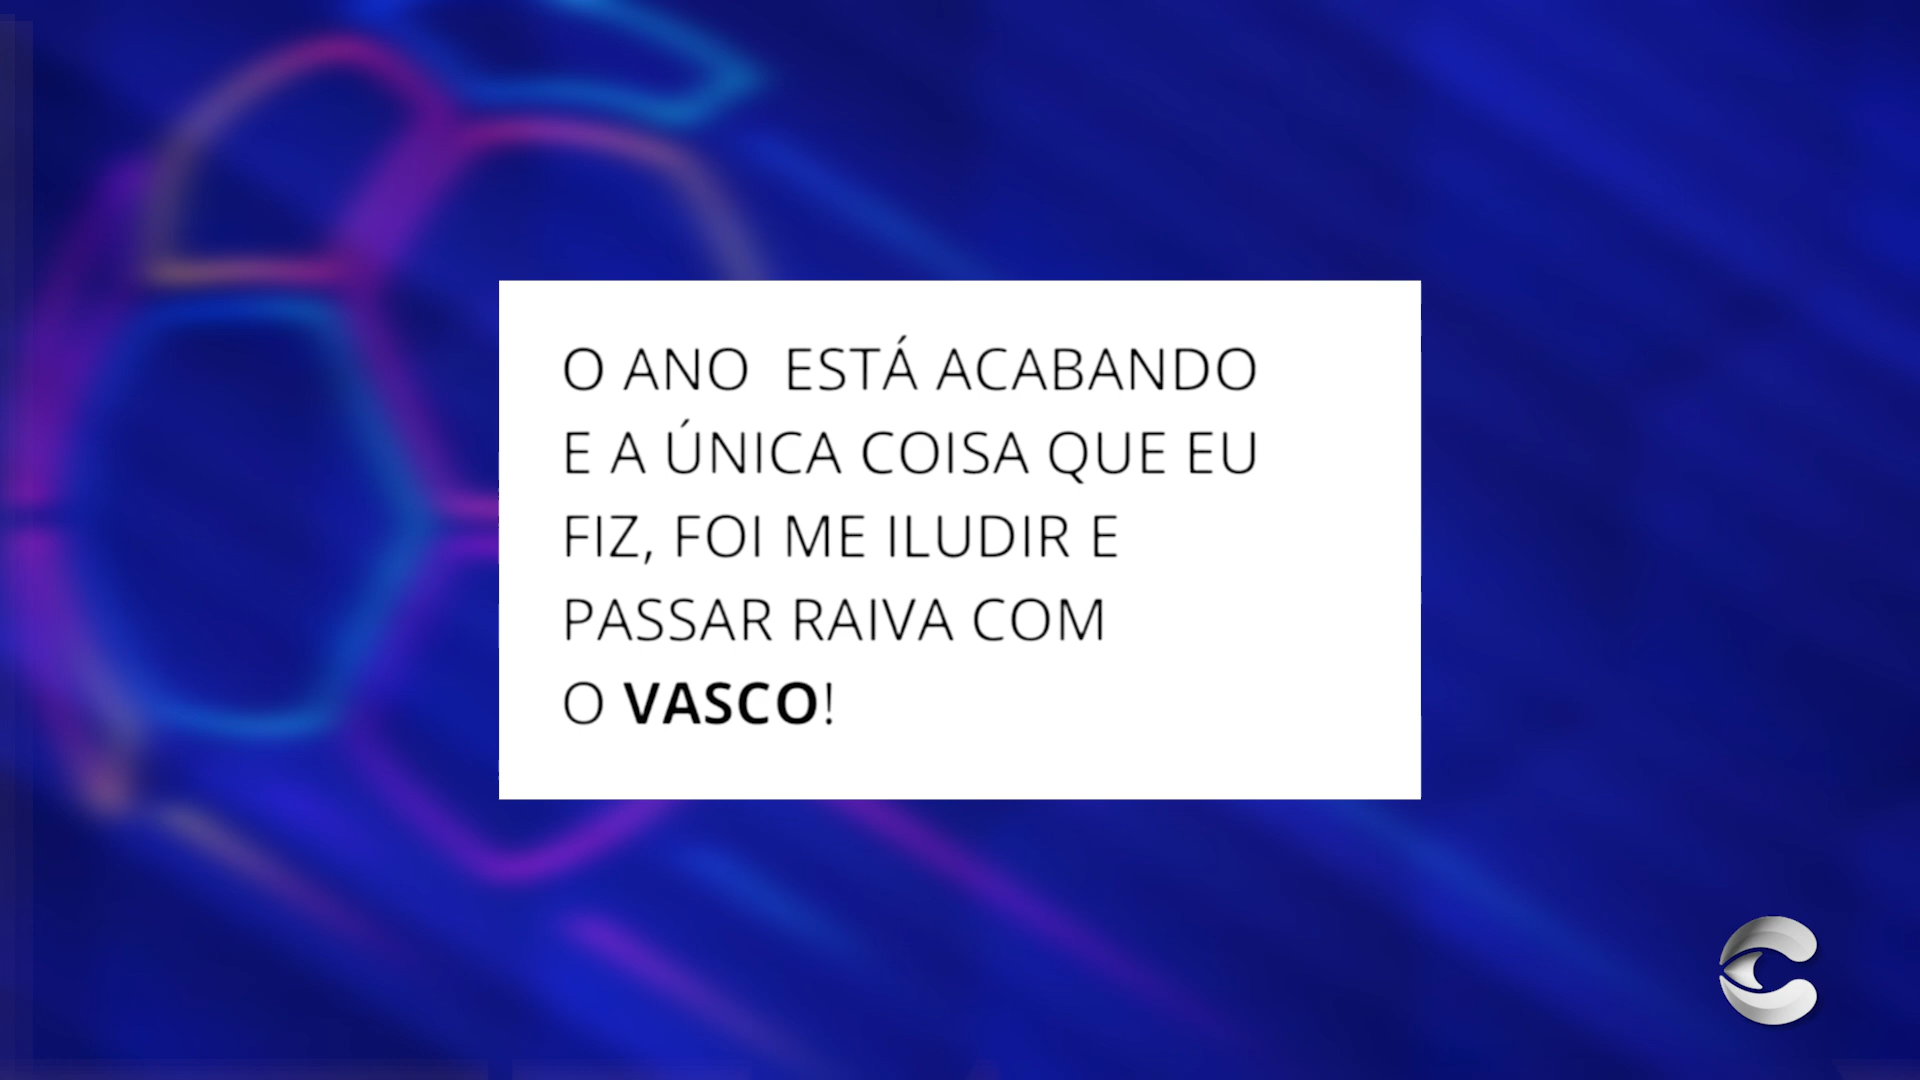 O ANO  ESTÁ ACABANDO
E A ÚNICA COISA QUE EU
FIZ, FOI ME ILUDIR E
PASSAR RAIVA COM
O VASCO!